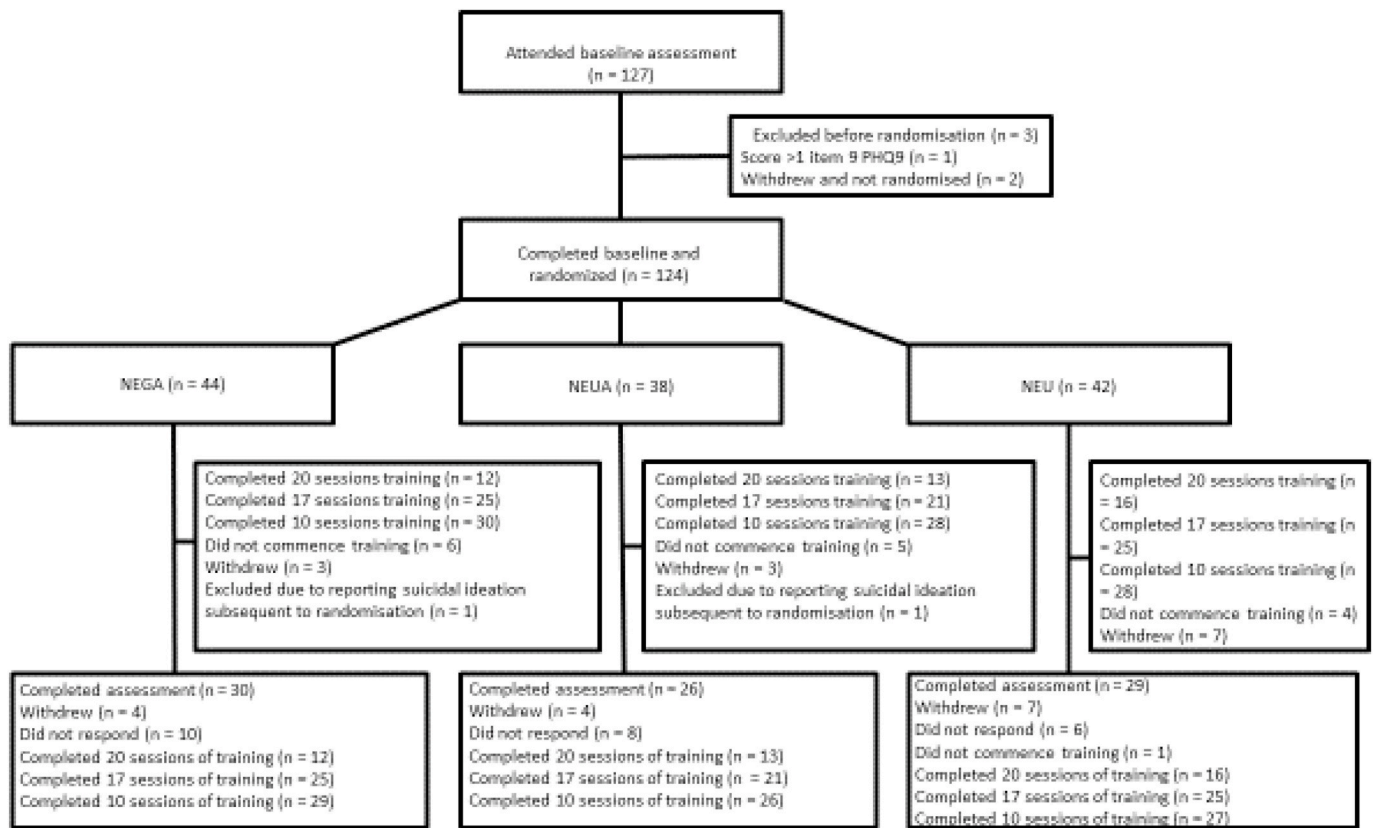 Attended baseline assessment
(n = 127)
Excluded before randomisation (n = 3)
Score >1 item 9 PHQ9 (n = 1)
Withdrew and not randomised (n = 2)
Completed baseline and
randomized (n = 124)
NEGA (n = 44)
NEUA (n = 38)
NEU (n = 42)
Completed 20 sessions training (n = 12)
Completed 17 sessions training (n = 25)
Completed 10 sessions training (n = 30)
Did not commence training (n = 6)
Withdrew (n = 3)
Excluded due to reporting suicidal ideation
subsequent to randomisation (n = 1)
Completed 20 sessions training (n = 13)
Completed 17 sessions training (n = 21)
Completed 10 sessions training (n = 28)
Did not commence training (n = 5)
Withdrew (n = 3)
Excluded due to reporting suicidal ideation
subsequent to randomisation (n = 1)
Completed 20 sessions training (n
= 16)
Completed 17 sessions training (n
= 25)
Completed 10 sessions training (n
= 28)
Did not commence training (n = 4)
Withdrew (n = 7)
Completed assessment (n = 30)
Withdrew (n = 4)
Did not respond (n = 10)
Completed 20 sessions of training (n = 12)
Completed 17 sessions of training (n = 25)
Completed 10 sessions of training (n = 29)
Completed assessment (n = 26)
Withdrew (n = 4)
Did not respond (n = 8)
Completed 20 sessions of training (n = 13)
Completed 17 sessions of training (n = 21)
Completed 10 sessions of training (n = 26)
Completed assessment (n = 29)
Withdrew (n = 7)
Did not respond (n = 6)
Did not commence training (n = 1)
Completed 20 sessions of training (n = 16)
Completed 17 sessions of training (n = 25)
Completed 10 sessions of training (n = 27)